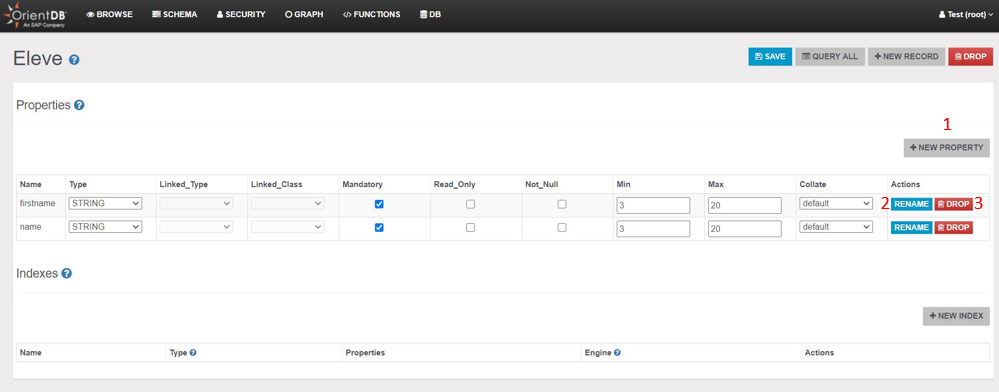 OrientDB BROWSE SCHEMA SECURITY GRAPH </> FUNCTIONS DB Test (root)
An SAP Company
Eleve ? SAVE QUERY ALL + NEW RECORD DROP
Properties ?
1
+ NEW PROPERTY
Name Type Linked_Type Linked_Class Mandatory Read_Only Not_Null Min Max Collate Actions
firstname STRING 3 20 default 2 RENAME DROP 3
name STRING 3 20 default RENAME DROP
Indexes ?
+ NEW INDEX
Name Type ? Properties Engine ? Actions